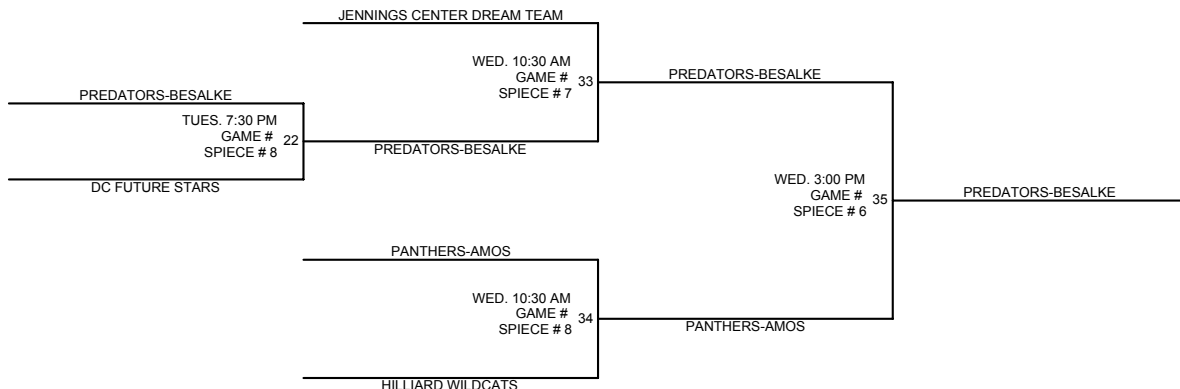 JENNINGS CENTER DREAM TEAM
WED. 10:30 AM
GAME # 33
SPIECE # 7
PREDATORS-BESALKE
PREDATORS-BESALKE
TUES. 7:30 PM
GAME # 22
SPIECE # 8
PREDATORS-BESALKE
DC FUTURE STARS
WED. 3:00 PM
GAME # 35
SPIECE # 6
PREDATORS-BESALKE
PANTHERS-AMOS
WED. 10:30 AM
GAME # 34
SPIECE # 8
PANTHERS-AMOS
HILLIARD WILDCATS